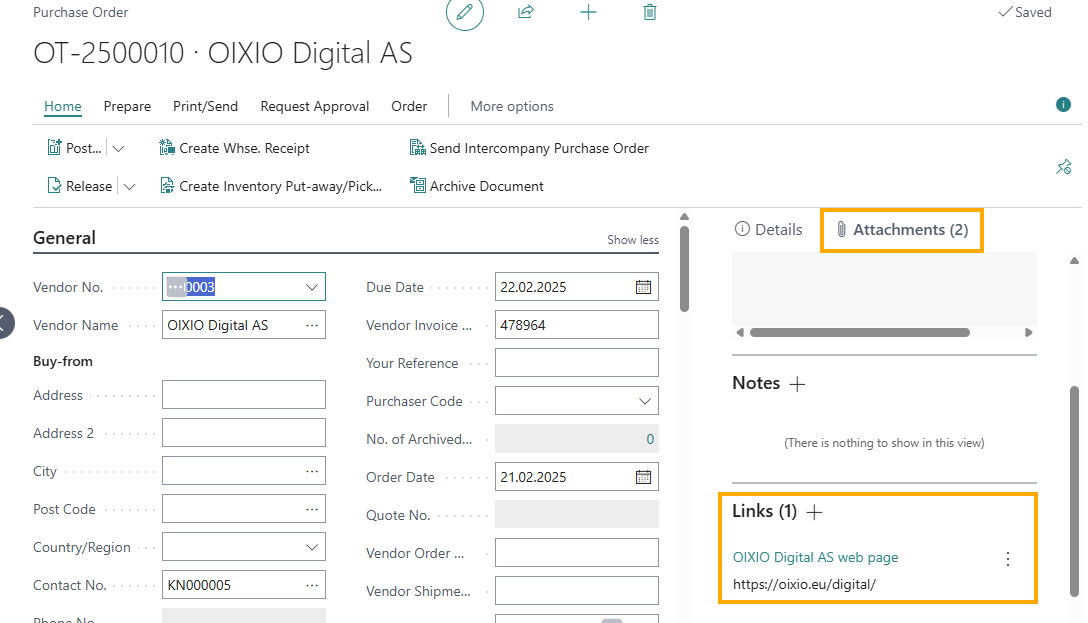 Purchase Order
Saved
OT-2500010 · OIXIO Digital AS
Home Prepare Print/Send Request Approval Order More options
Post... Create Whse. Receipt Send Intercompany Purchase Order
Release Create Inventory Put-away/Pick... Archive Document
General Show less
Vendor No. ...0003
Vendor Name OIXIO Digital AS ...
Buy-from
Address
Address 2
City ...
Post Code ...
Country/Region
Contact No. KN000005 ...
Due Date 22.02.2025
Vendor Invoice ... 478964
Your Reference
Purchaser Code
No. of Archived... 0
Order Date 21.02.2025
Quote No.
Vendor Order ...
Vendor Shipme...
Details Attachments (2)
Notes +
(There is nothing to show in this view)
Links (1) +
OIXIO Digital AS web page
https://oixio.eu/digital/